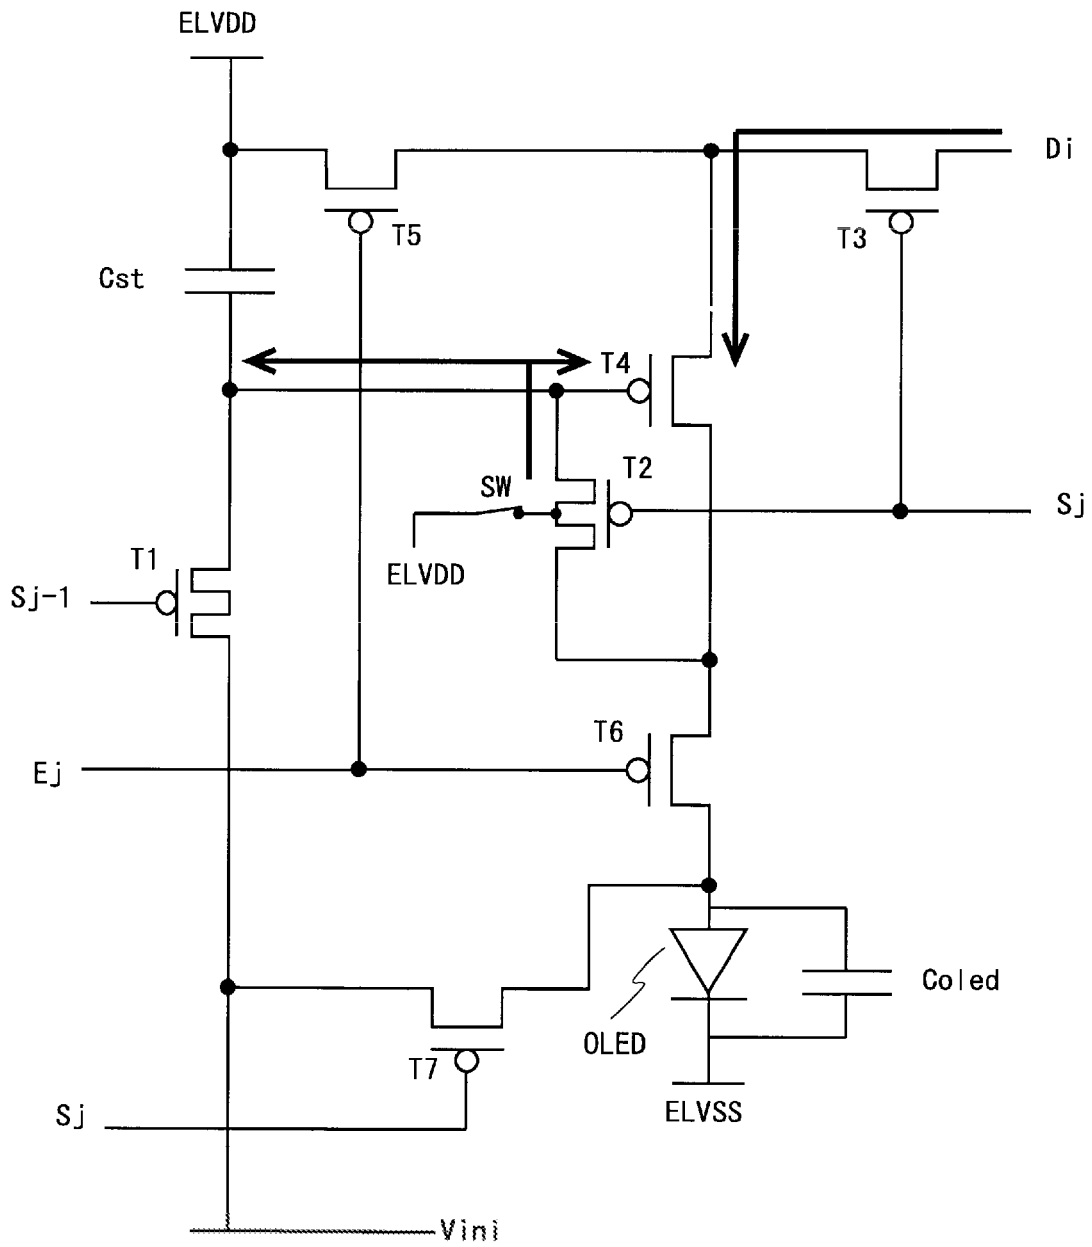 ELVDD
Di
T5
T3
Cst
T4
T2
SW
Sj
ELVDD
T1
Sj-1
T6
Ej
Coled
OLED
T7
Sj
ELVSS
Vini